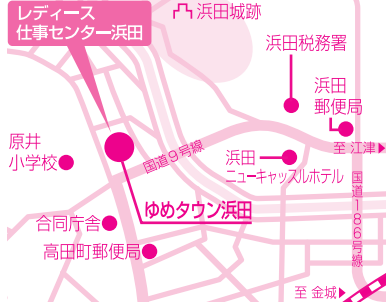 レディース
仕事センター浜田
浜田城跡
浜田税務署
浜田
郵便局
至 江津
原井
小学校
国道9号線
浜田
ニューキャッスルホテル
国道186号線
ゆめタウン浜田
合同庁舎
高田町郵便局
至 金城